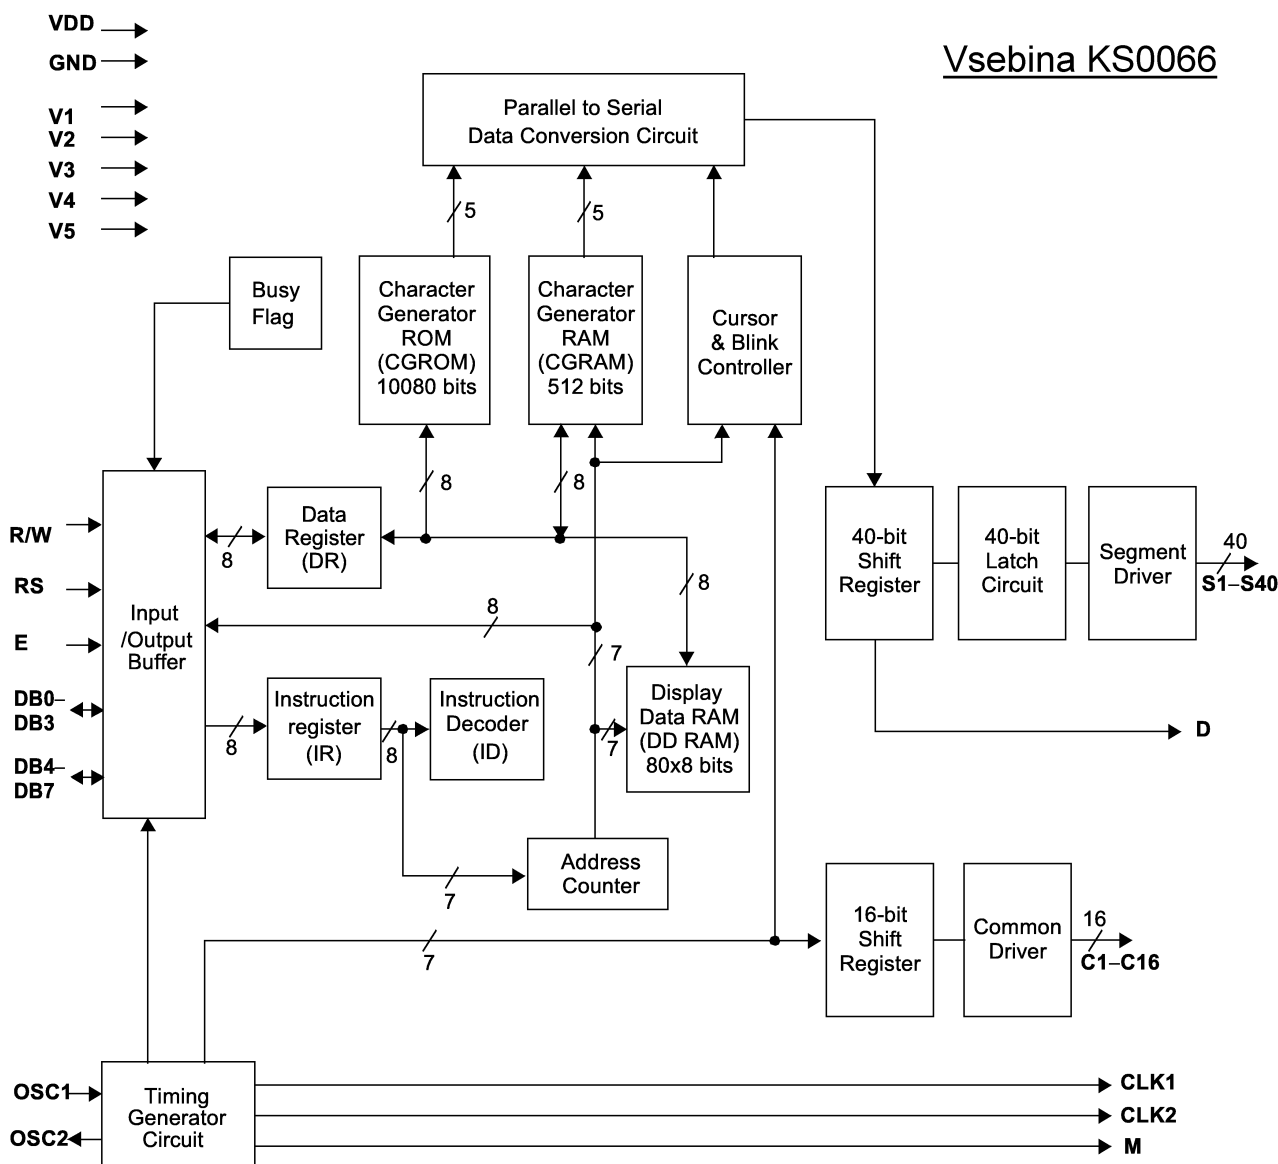 VDD
GND
V1
V2
V3
V4
V5
Vsebina KS0066
Parallel to Serial
Data Conversion Circuit
5
5
Busy
Flag
Character
Generator
ROM
(CGROM)
10080 bits
Character
Generator
RAM
(CGRAM)
512 bits
Cursor
& Blink
Controller
8
8
R/W
RS
E
DB0–
DB3
DB4–
DB7
Input
/Output
Buffer
8
Data
Register
(DR)
8
8
7
40-bit
Shift
Register
40-bit
Latch
Circuit
Segment
Driver
40
S1–S40
D
8
Instruction
register
(IR)
8
Instruction
Decoder
(ID)
7
Display
Data RAM
(DD RAM)
80x8 bits
7
Address
Counter
7
16-bit
Shift
Register
Common
Driver
16
C1–C16
OSC1
OSC2
Timing
Generator
Circuit
CLK1
CLK2
M